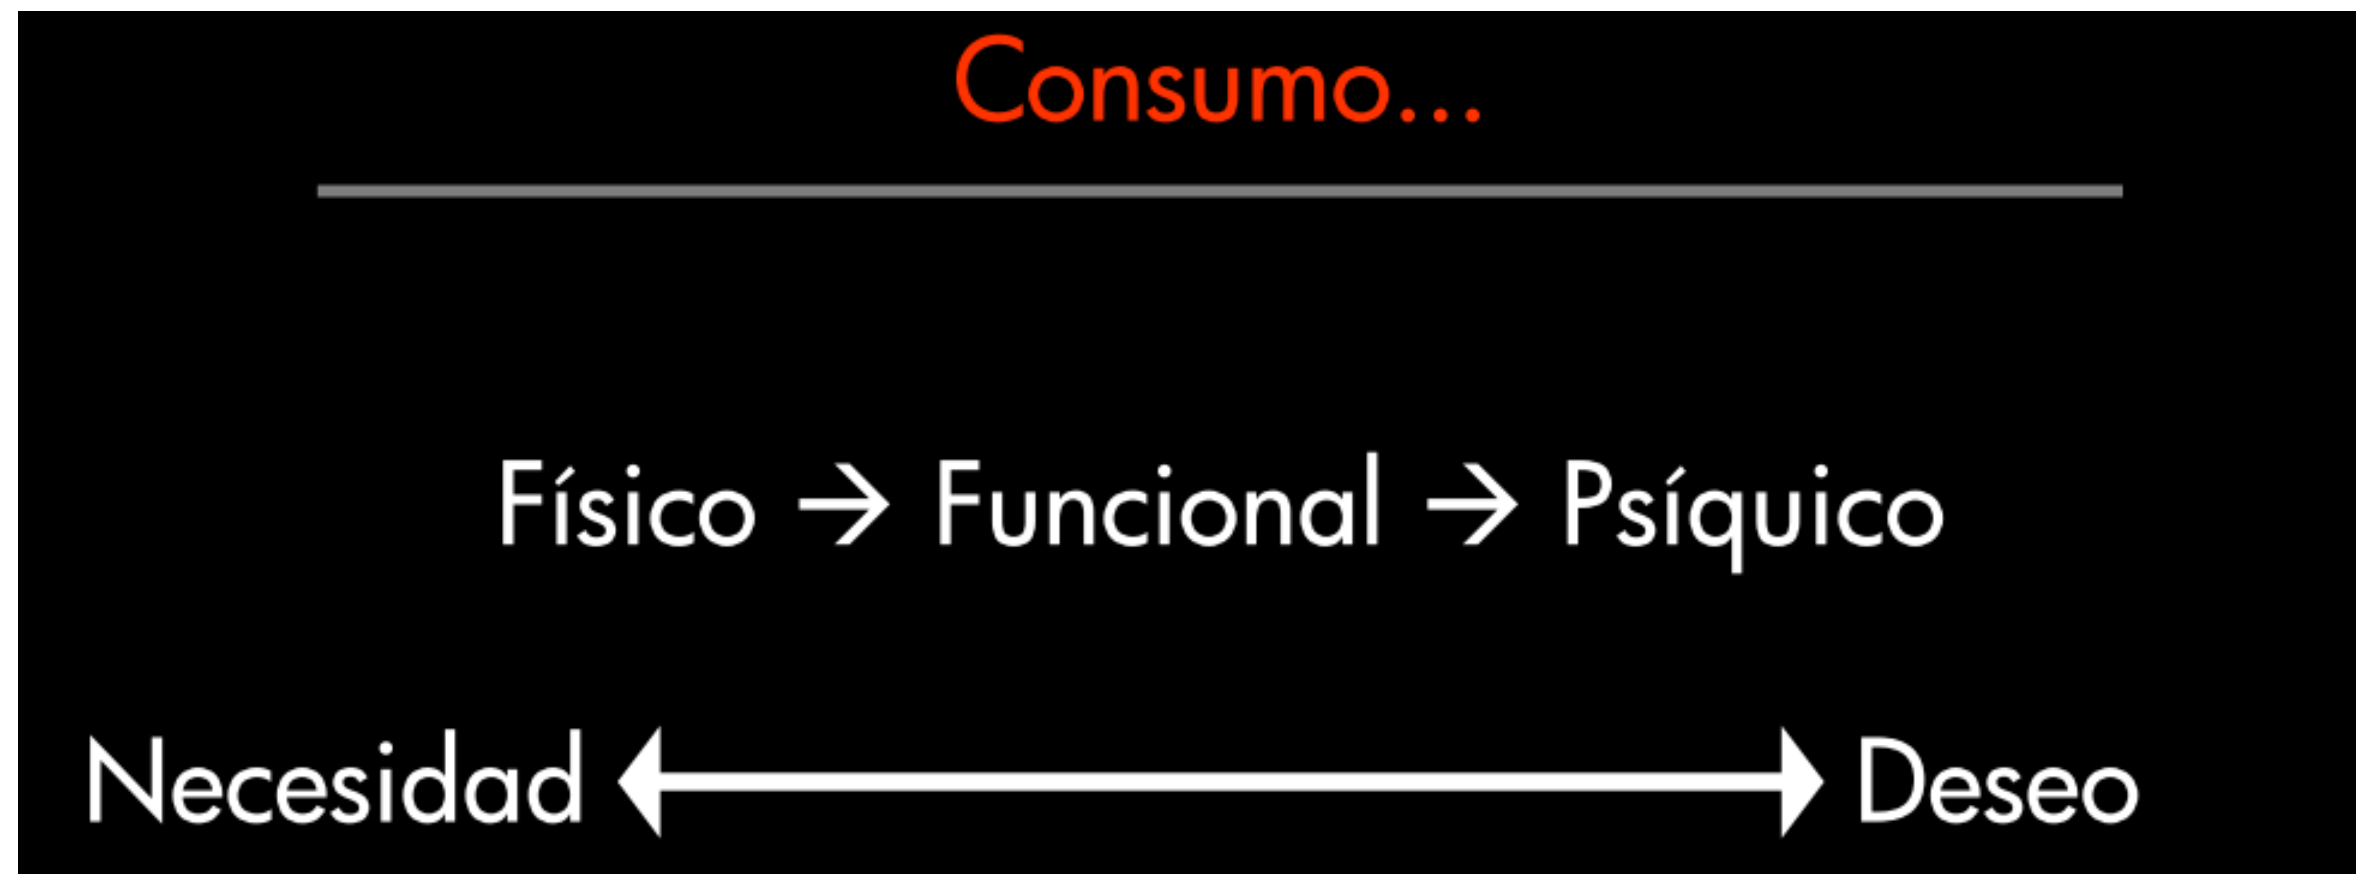 Consumo...
Físico → Funcional → Psíquico
Necesidad ↔ Deseo